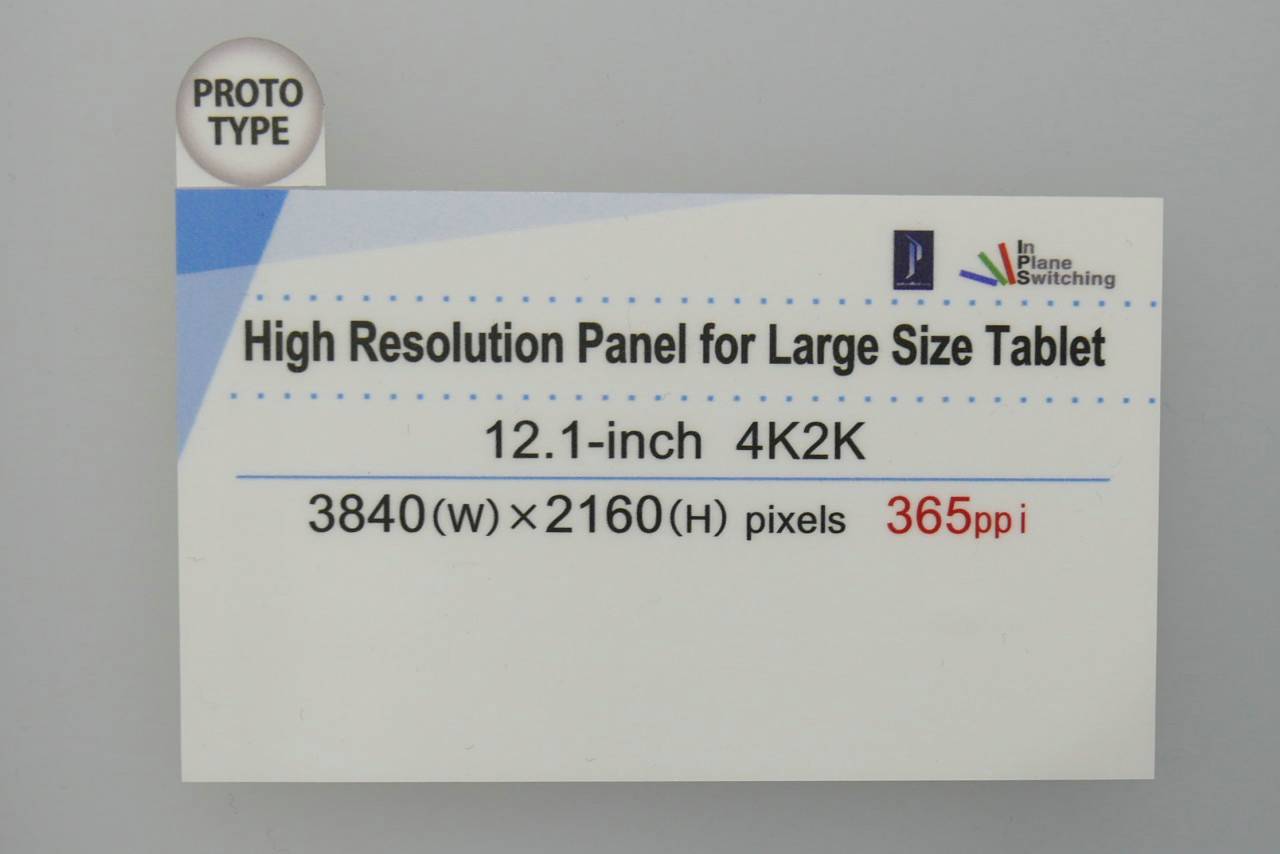 PROTO
TYPE
In
Plane
Switching
High Resolution Panel for Large Size Tablet
12.1-inch 4K2K
3840(W)×2160(H) pixels 365ppi